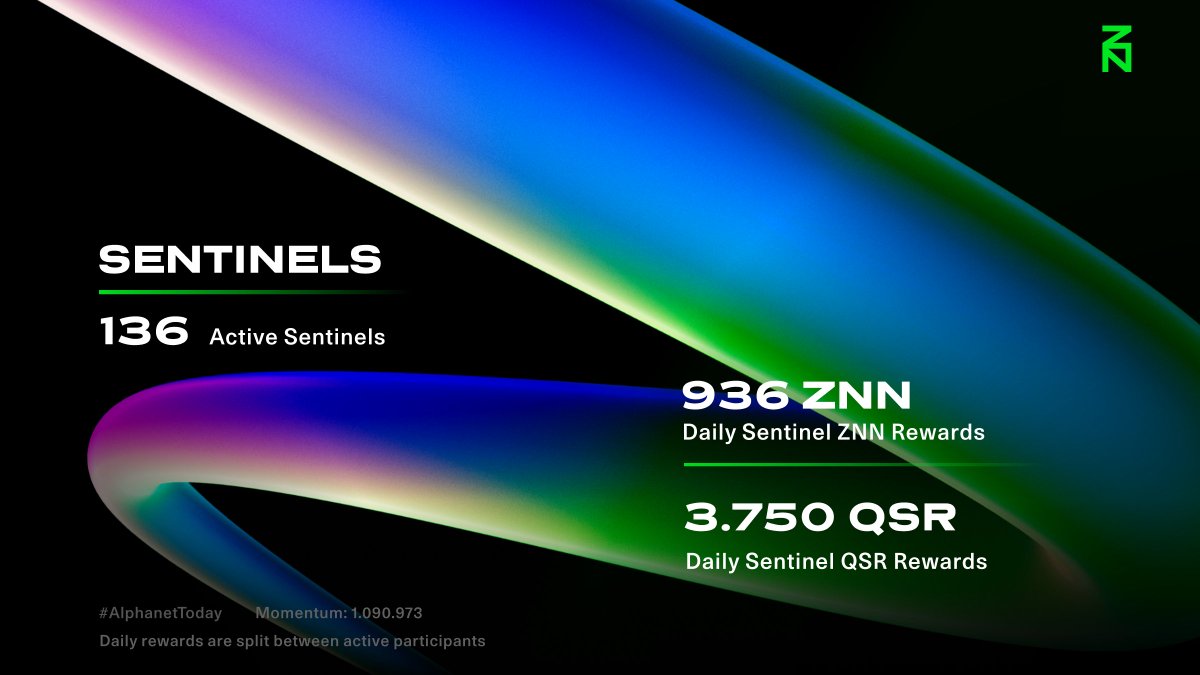 SENTINELS
136 Active Sentinels
936 ZNN
Daily Sentinel ZNN Rewards
3.750 QSR
Daily Sentinel QSR Rewards
#AlphanetToday Momentum: 1.090.973
Daily rewards are split between active participants